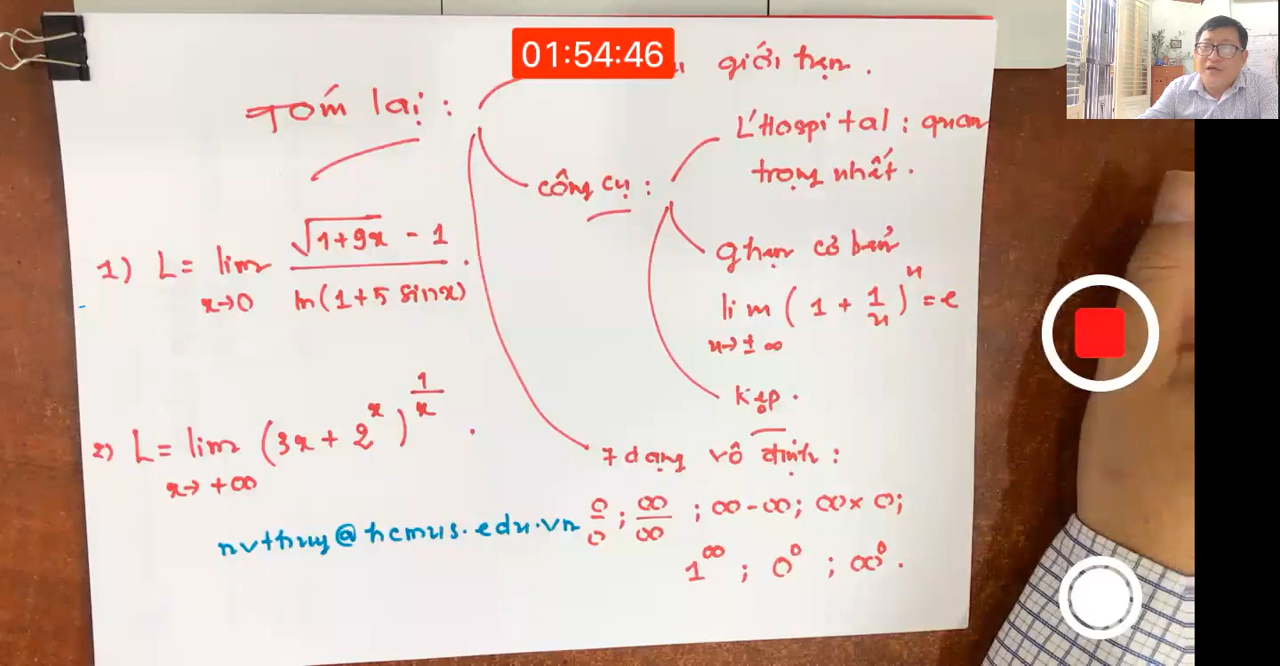 01:54:46
giới hạn.
Tóm lại:
L'Hospital: quan
trọng nhất.
công cụ:
ghạn cơ bản
lim (1 + 1/x)^x = e
x→±∞
kẹp.
1) L= lim (√(1+9x) - 1)/(ln(1+5 sinx)).
x→0
2) L= lim (3x + 2^x)^(1/x).
x→ +∞
7 dạng vô định:
0/0; ∞/∞; ∞-∞; ∞×0;
1^∞; 0^0; ∞^0.
nvthuy@hcmus.edu.vn